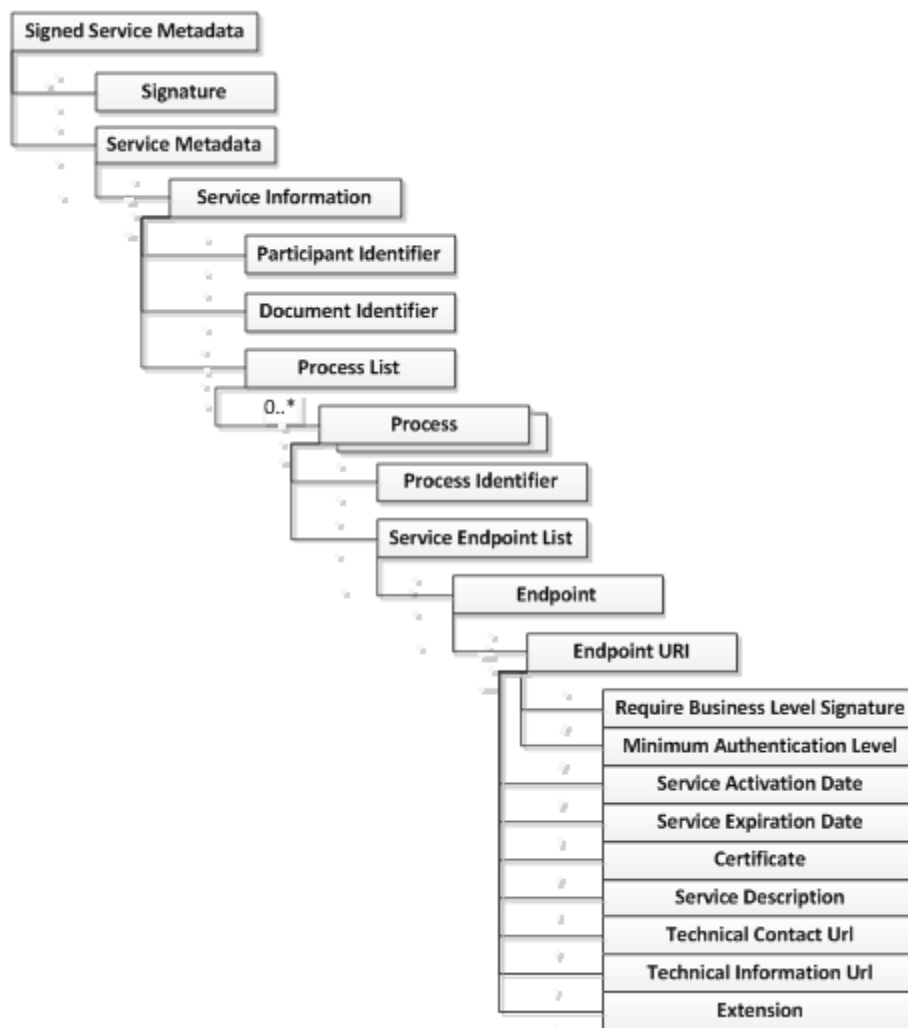 Signed Service Metadata
Signature
Service Metadata
Service Information
Participant Identifier
Document Identifier
Process List
0..*
Process
Process Identifier
Service Endpoint List
Endpoint
Endpoint URI
Require Business Level Signature
Minimum Authentication Level
Service Activation Date
Service Expiration Date
Certificate
Service Description
Technical Contact Url
Technical Information Url
Extension